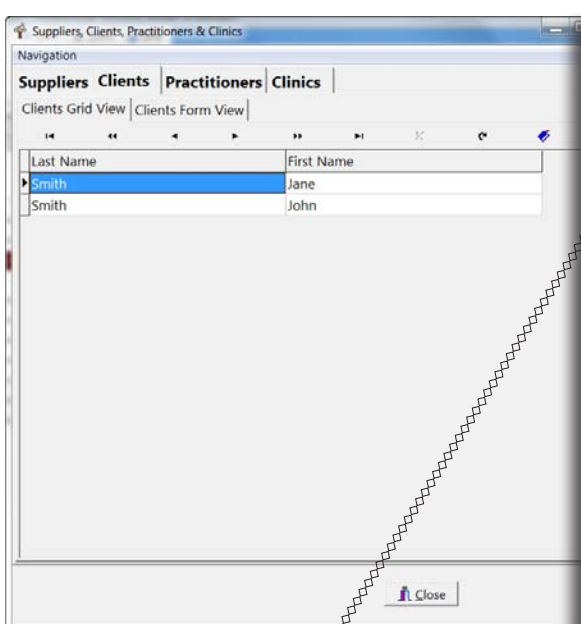 Suppliers, Clients, Practitioners & Clinics
Navigation
Suppliers Clients Practitioners Clinics
Clients Grid View Clients Form View
Last Name First Name
Smith Jane
Smith John
Close